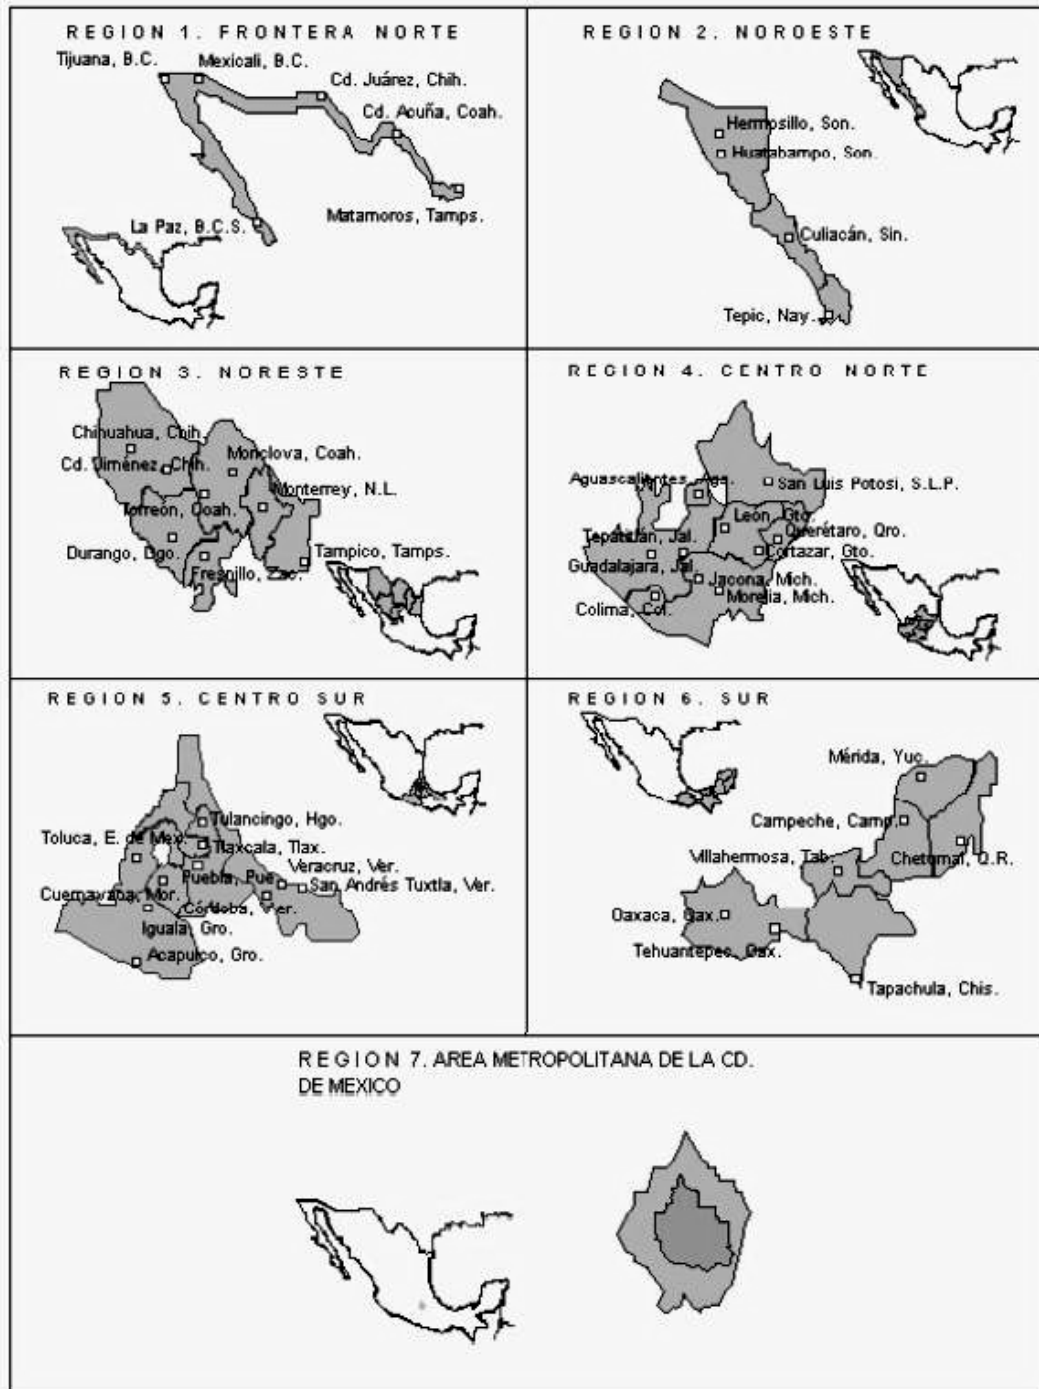 REGION 1. FRONTERA NORTE
Tijuana, B.C.
Mexicali, B.C.
Cd. Juárez, Chih.
Cd. Acuña, Coah.
Matamoros, Tamps.
La Paz, B.C.S.
REGION 2. NOROESTE
Hermosillo, Son.
Huatabampo, Son.
Culiacán, Sin.
Tepic, Nay.
REGION 3. NORESTE
Chihuahua, Chih.
Cd. Jiménez, Chih.
Monclova, Coah.
Monterrey, N.L.
Torreón, Coah.
Durango, Dgo.
Tampico, Tamps.
Fresnillo, Zac.
REGION 4. CENTRO NORTE
Aguascalientes, Ags.
San Luis Potosi, S.L.P.
León, Gto.
Querétaro, Qro.
Tepatitlán, Jal.
Cortazar, Gto.
Guadalajara, Jal.
Jacona, Mich.
Morelia, Mich.
Colima, Col.
REGION 5. CENTRO SUR
Tulancingo, Hgo.
Toluca, E. de Mex.
Tlaxcala, Tlax.
Veracruz, Ver.
Puebla, Pue.
San Andrés Tuxtla, Ver.
Cuernavaca, Mor.
Córdoba, Ver.
Iguala, Gro.
Acapulco, Gro.
REGION 6. SUR
Mérida, Yuc.
Campeche, Camp.
Villahermosa, Tab.
Chetumal, Q.R.
Oaxaca, Oax.
Tehuantepec, Oax.
Tapachula, Chis.
REGION 7. AREA METROPOLITANA DE LA CD.
DE MEXICO